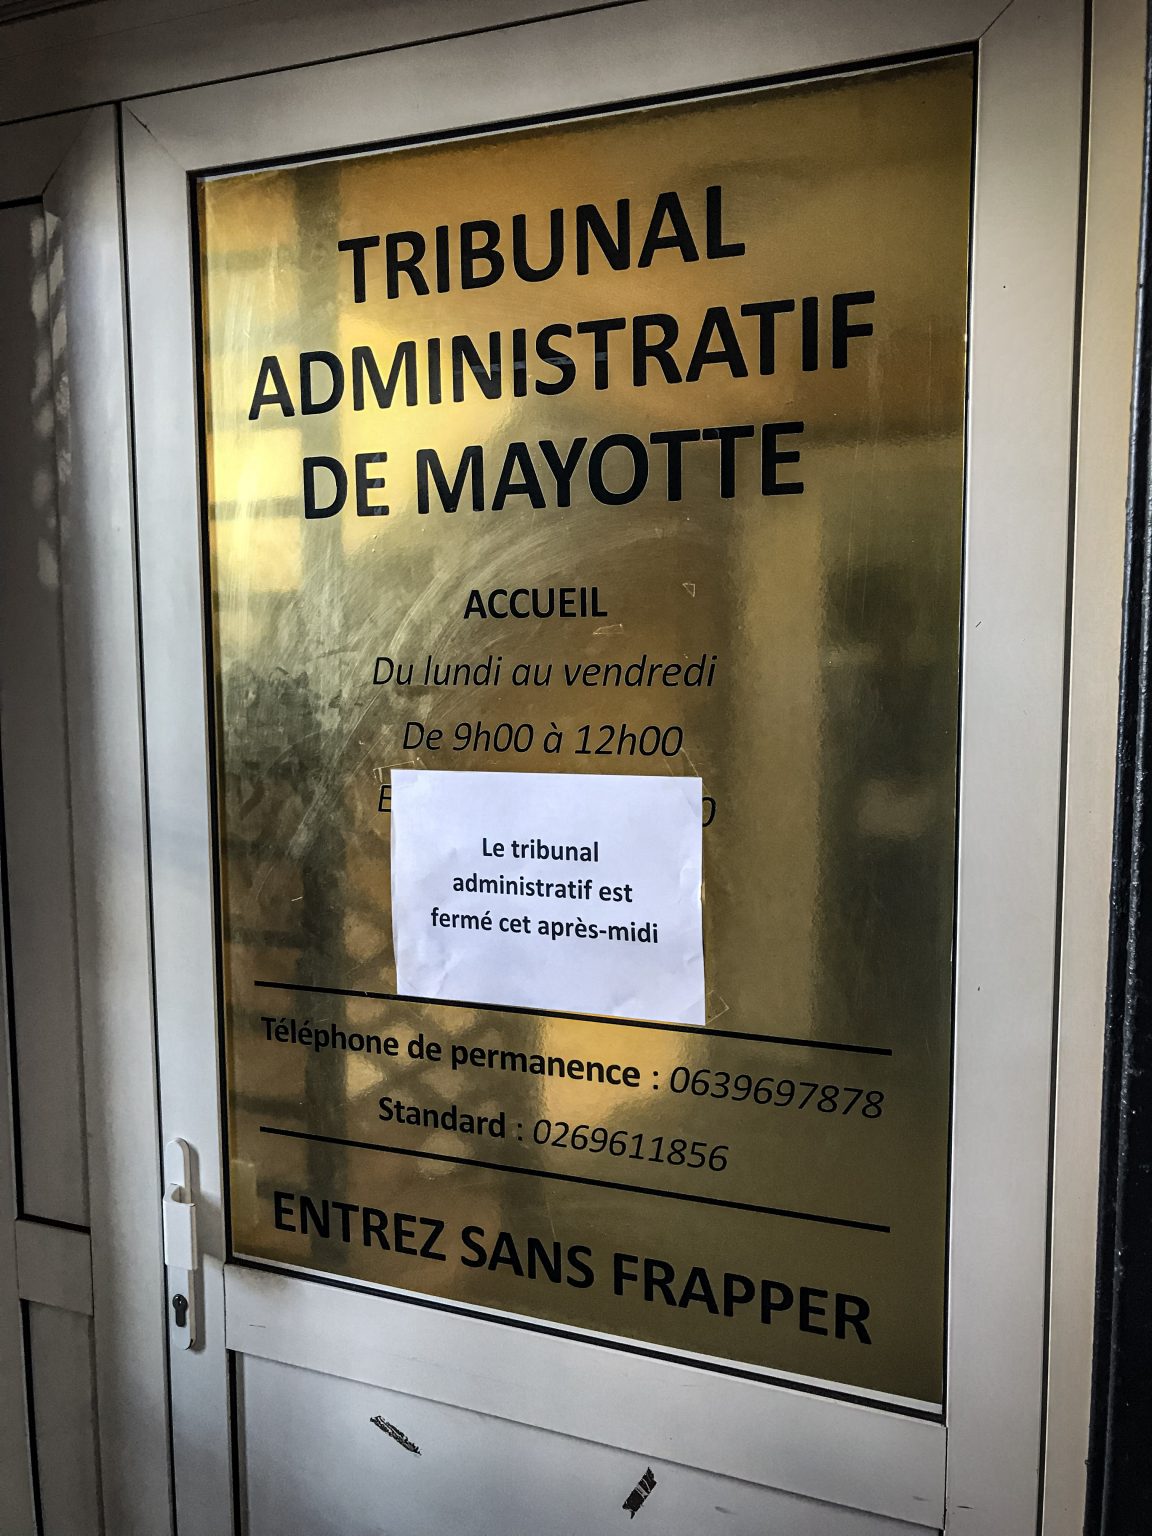 TRIBUNAL
ADMINISTRATIF
DE MAYOTTE
ACCUEIL
Du lundi au vendredi
De 9h00 à 12h00
Le tribunal
administratif est
fermé cet après-midi
Téléphone de permanence : 0639697878
Standard : 0269611856
ENTREZ SANS FRAPPER